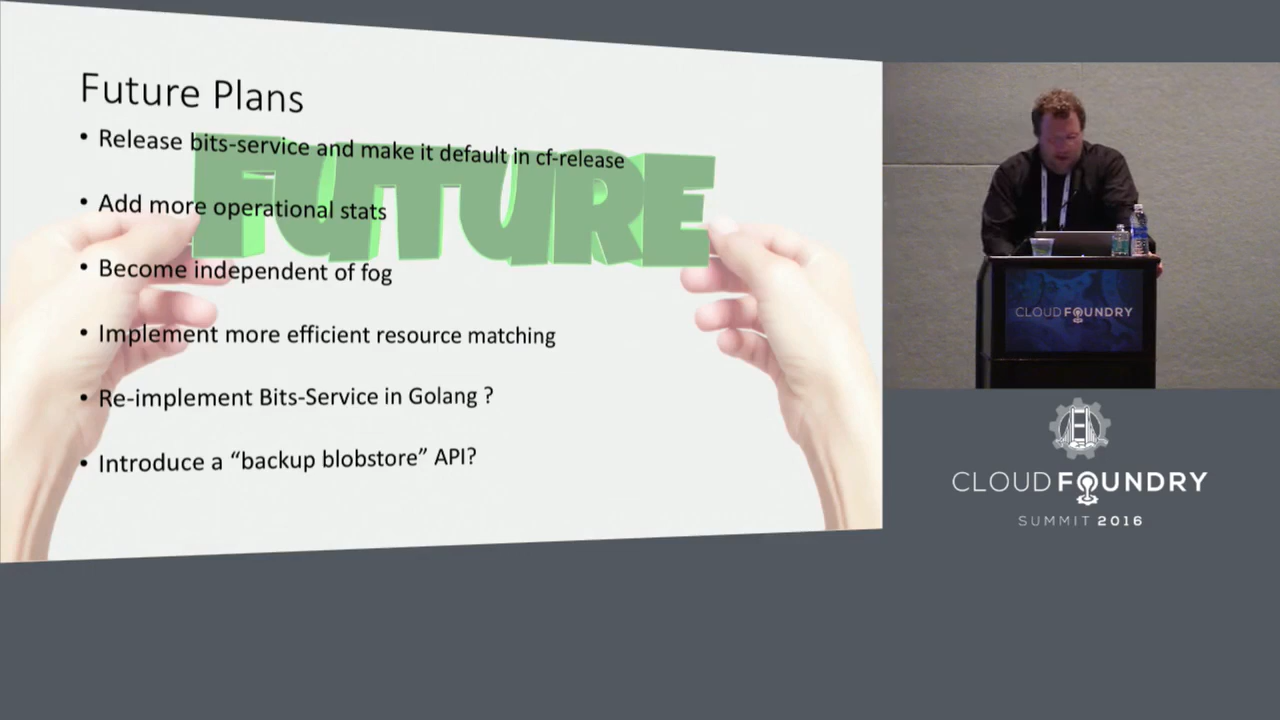 Future Plans
• Release bits-service and make it default in cf-release
FUTURE
• Add more operational stats
• Become independent of fog
• Implement more efficient resource matching
• Re-implement Bits-Service in Golang ?
• Introduce a “backup blobstore” API?
CLOUD FOUNDRY
CLOUD FOUNDRY
SUMMIT 2016